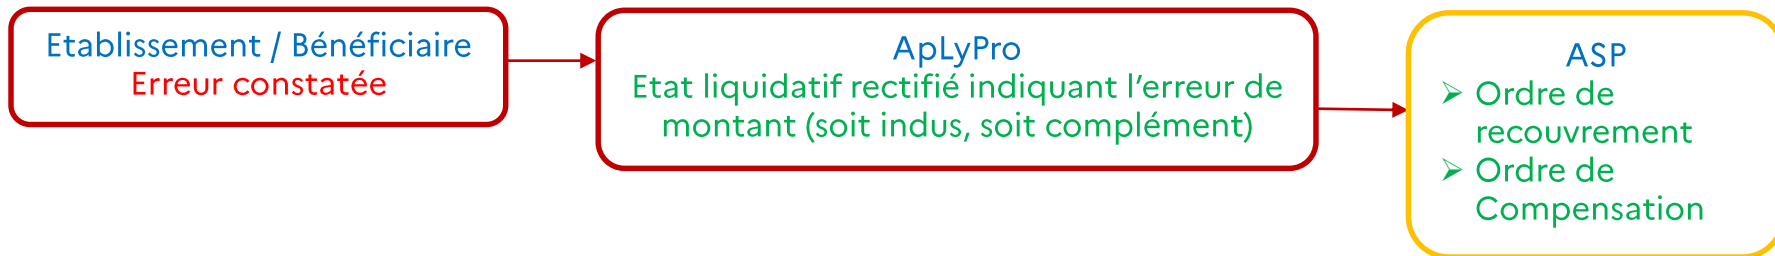 Etablissement / Bénéficiaire
Erreur constatée
ApLyPro
Etat liquidatif rectifié indiquant l’erreur de
montant (soit indus, soit complément)
ASP
➢ Ordre de
recouvrement
➢ Ordre de
Compensation